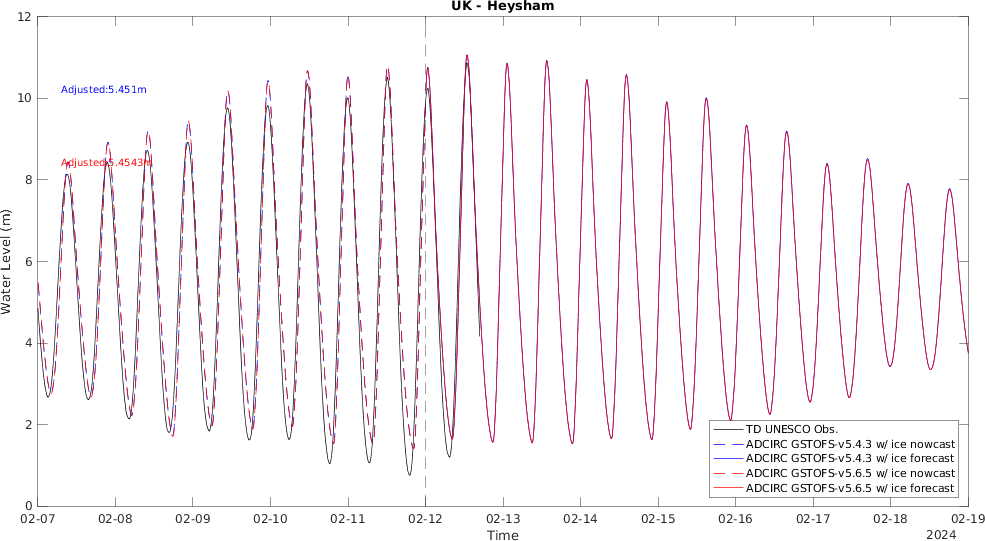 UK - Heysham
12
10
8
6
4
2
0
Water Level (m)
Adjusted:5.451m
Adjusted:5.4543m
TD UNESCO Obs.
ADCIRC GSTOFS-v5.4.3 w/ ice nowcast
ADCIRC GSTOFS-v5.4.3 w/ ice forecast
ADCIRC GSTOFS-v5.6.5 w/ ice nowcast
ADCIRC GSTOFS-v5.6.5 w/ ice forecast
02-07 02-08 02-09 02-10 02-11 02-12 02-13 02-14 02-15 02-16 02-17 02-18 02-19
Time
2024